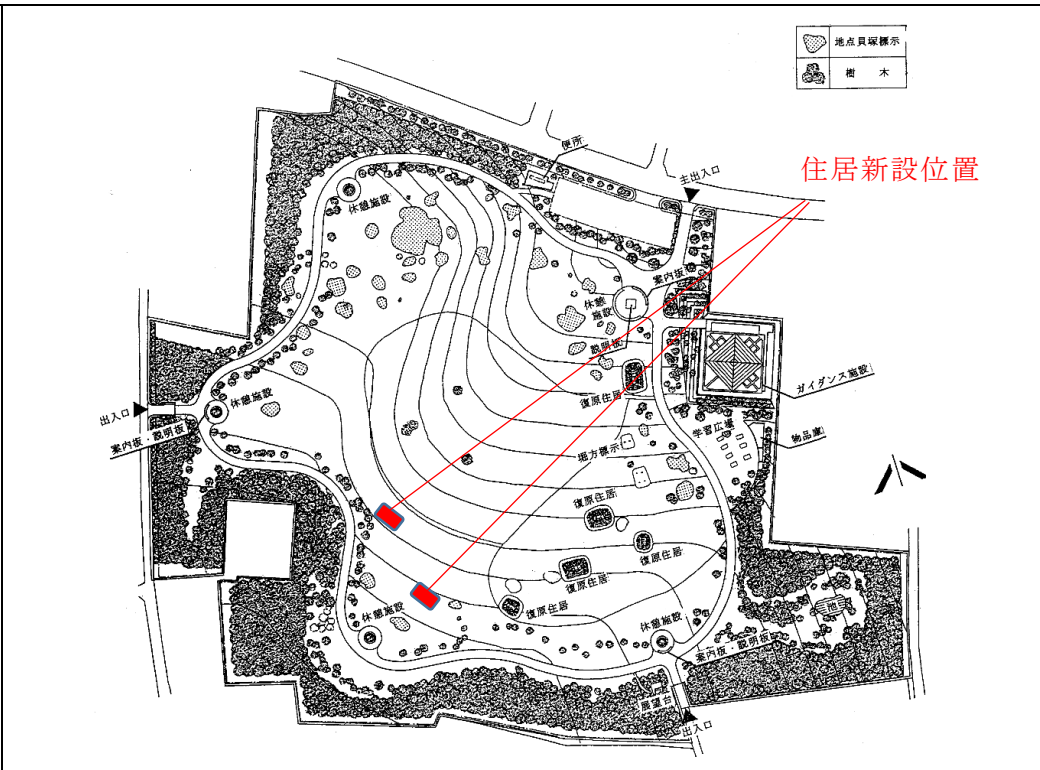 地点貝塚標示
樹木
住居新設位置
便所
主出入口
休憩施設
案内板
休憩
施設
説明板
復原住居
ガイダンス施設
出入口
休憩施設
案内板・説明板
学習広場
物品庫
堀方標示
復原住居
復原住居
復原住居
復原住居
休憩施設
休憩施設
池
案内板・説明板
展望台
出入口